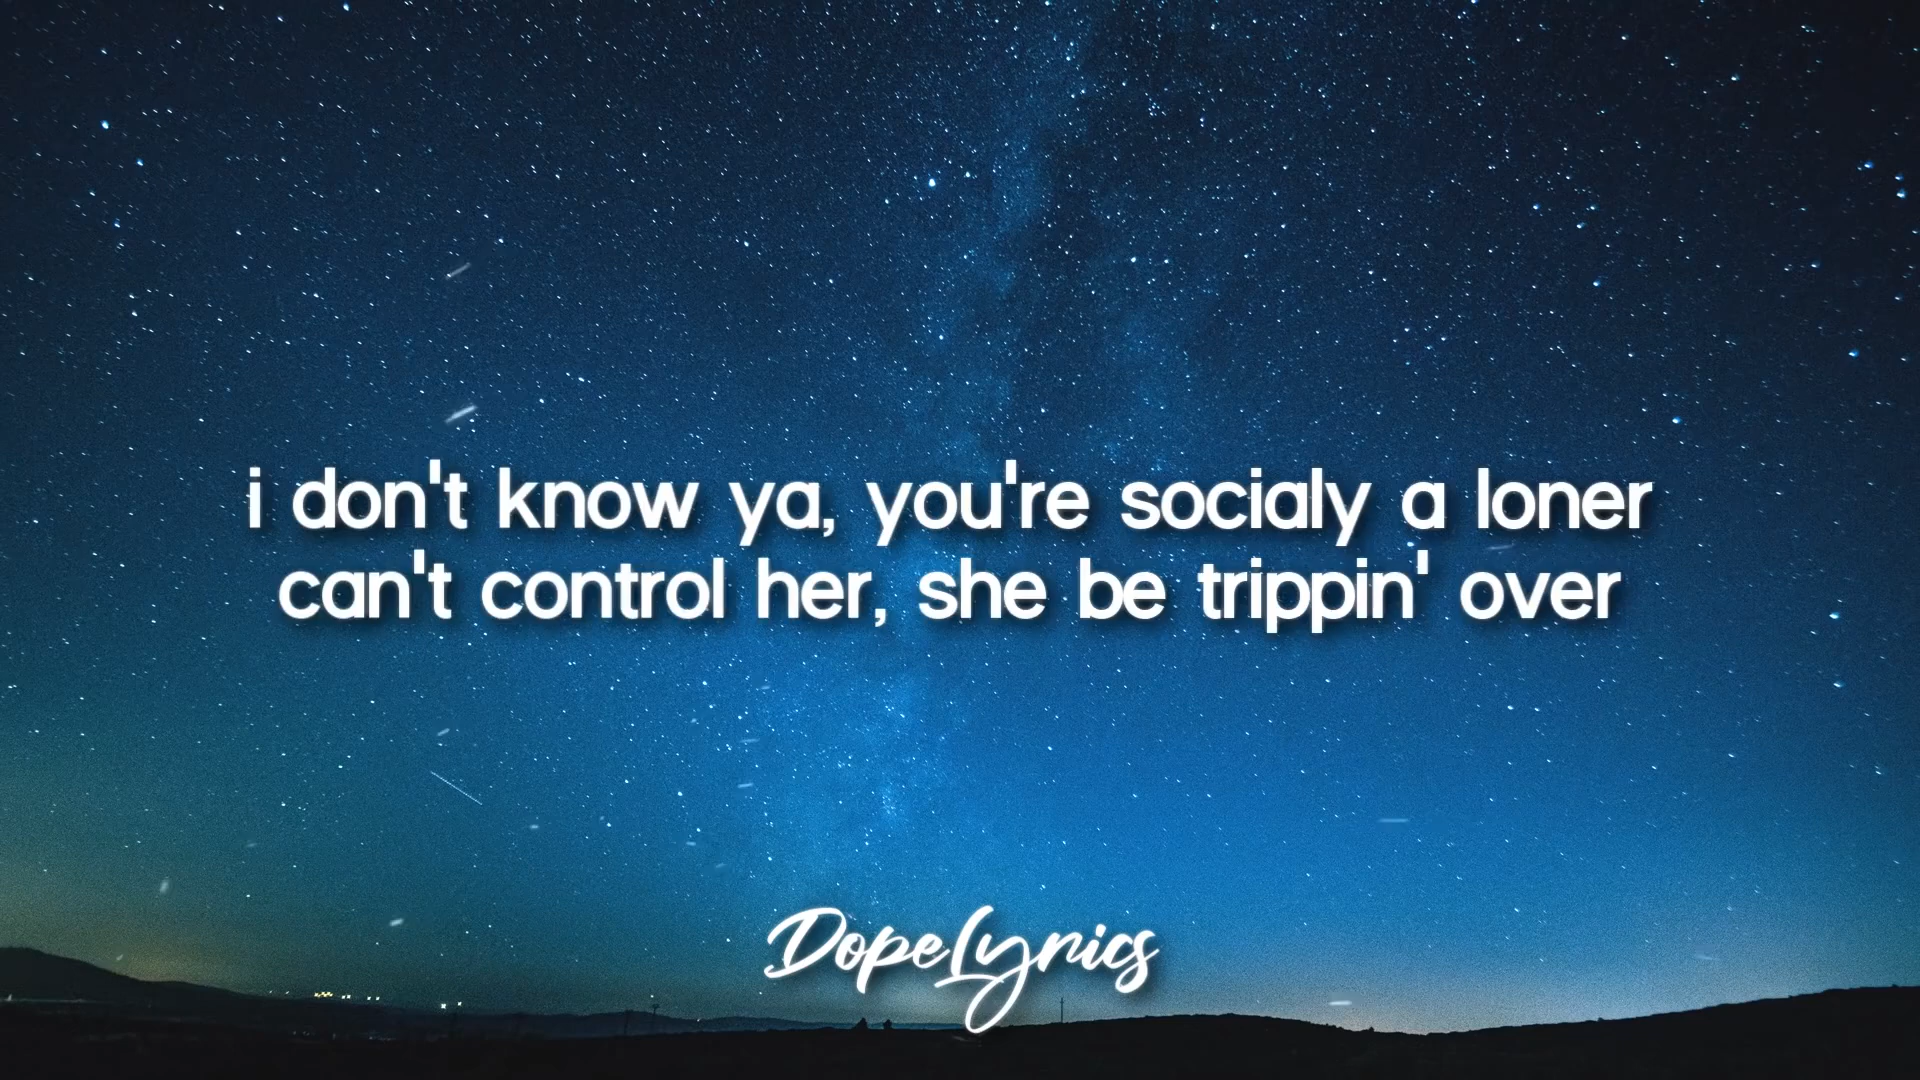 i don't know ya, you're socialy a loner
can't control her, she be trippin' over
DopeLyrics